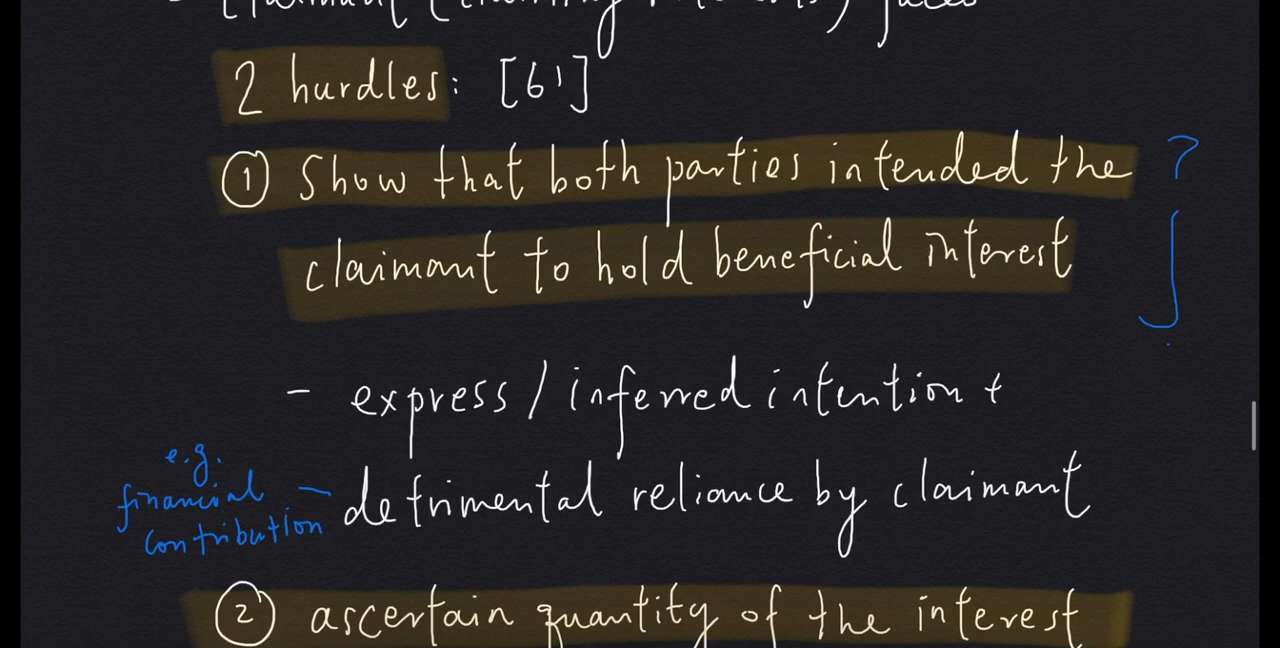 claimant
2 hurdles: [61]
① Show that both parties intended the ?
claimant to hold beneficial interest
- express / inferred intention +
e.g.
financial
contribution
- detrimental reliance by claimant
② ascertain quantity of the interest